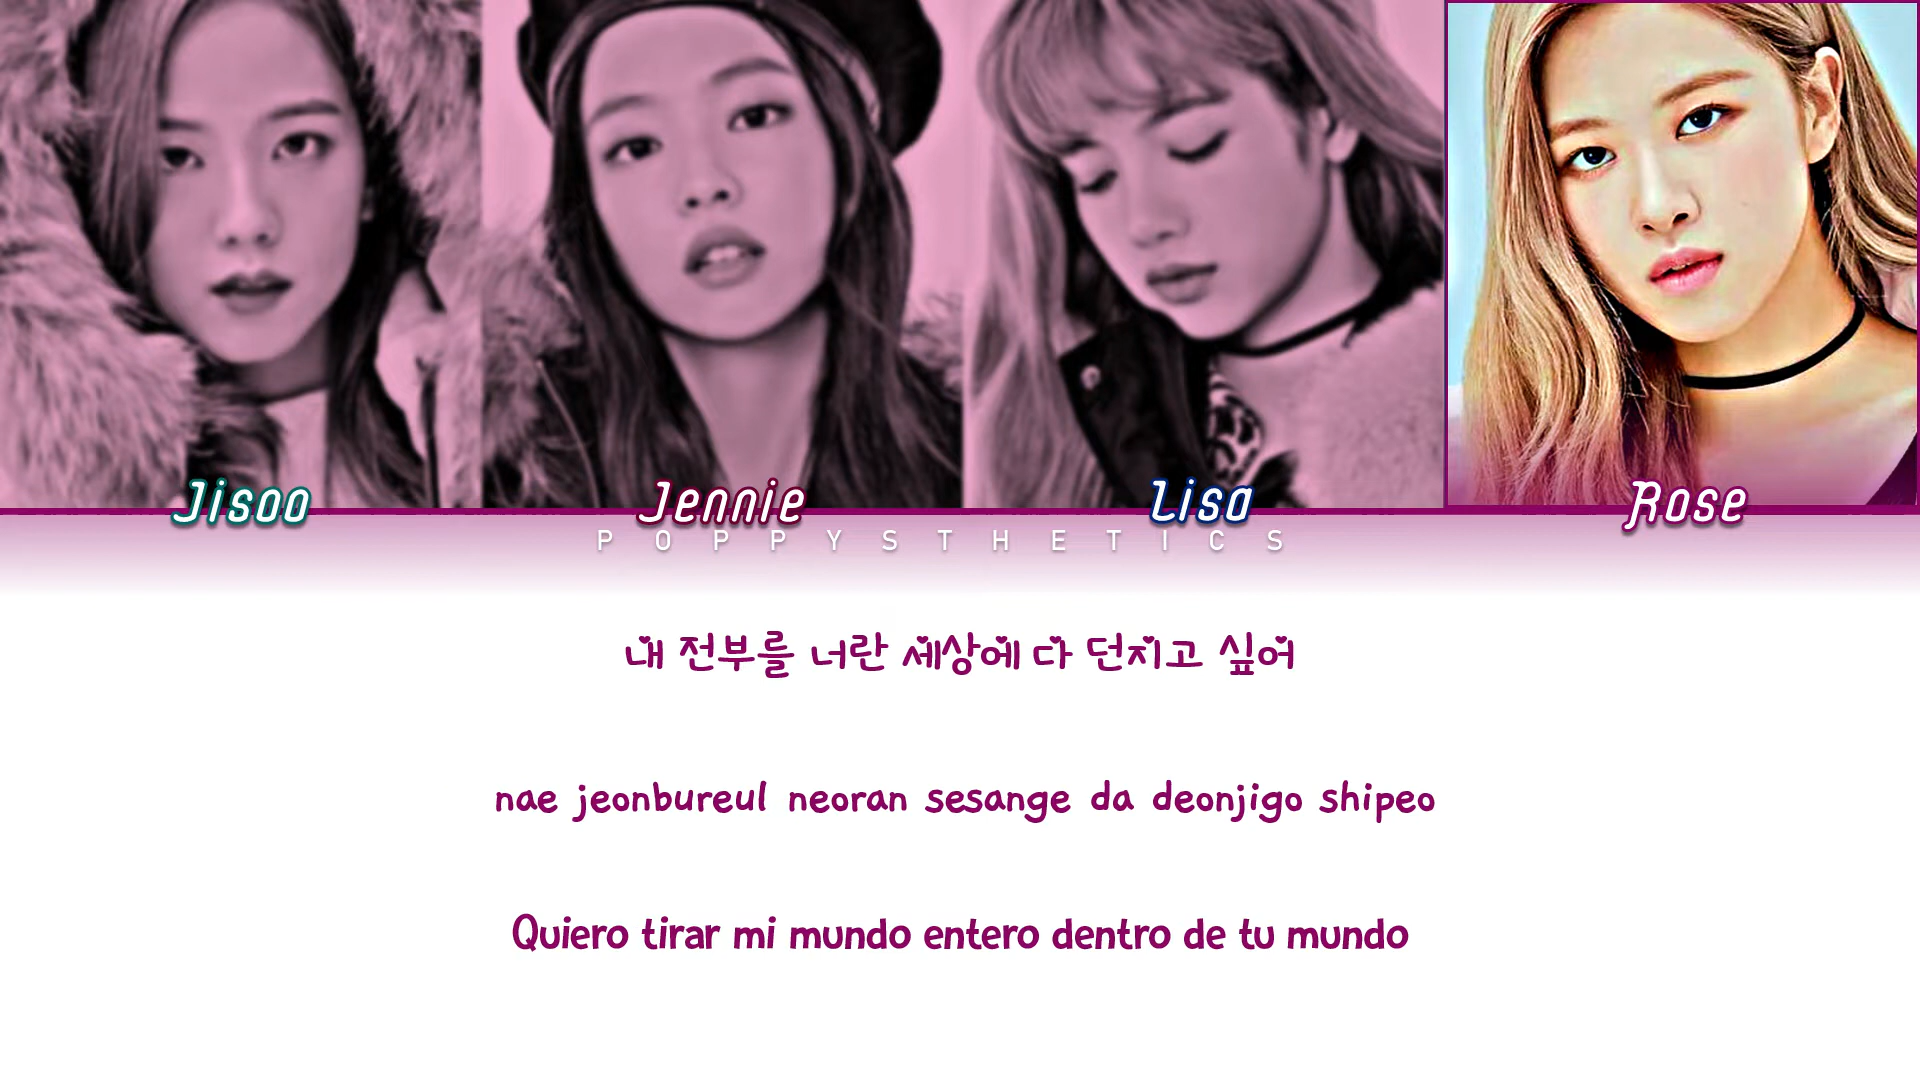 Jisoo Jennie Lisa Rose
POPPYSTHETICS
내 전부를 너란 세상에 다 던지고 싶어
nae jeonbureul neoran sesange da deonjigo shipeo
Quiero tirar mi mundo entero dentro de tu mundo